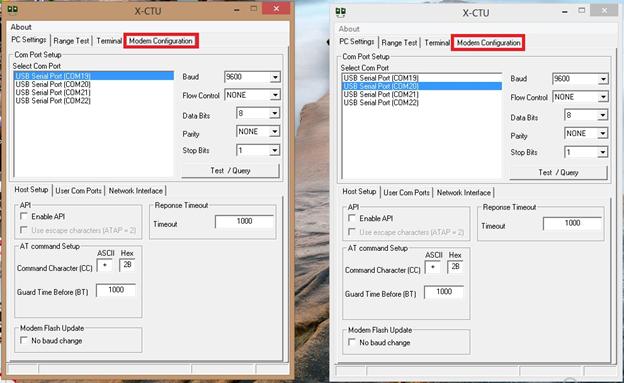 X-CTU
About
PC Settings Range Test Terminal Modem Configuration
Com Port Setup
Select Com Port
USB Serial Port (COM19)
USB Serial Port (COM20)
USB Serial Port (COM21)
USB Serial Port (COM22)
Baud 9600
Flow Control NONE
Data Bits 8
Parity NONE
Stop Bits 1
Test / Query
Host Setup User Com Ports Network Interface
API
Enable API
Use escape characters (ATAP = 2)
Reponse Timeout
Timeout 1000
AT command Setup
ASCII Hex
Command Character (CC) + 2B
Guard Time Before (BT) 1000
Modem Flash Update
No baud change
X-CTU
About
PC Settings Range Test Terminal Modem Configuration
Com Port Setup
Select Com Port
USB Serial Port (COM19)
USB Serial Port (COM20)
USB Serial Port (COM21)
USB Serial Port (COM22)
Baud 9600
Flow Control NONE
Data Bits 8
Parity NONE
Stop Bits 1
Test / Query
Host Setup User Com Ports Network Interface
API
Enable API
Use escape characters (ATAP = 2)
Reponse Timeout
Timeout 1000
AT command Setup
ASCII Hex
Command Character (CC) + 2B
Guard Time Before (BT) 1000
Modem Flash Update
No baud change